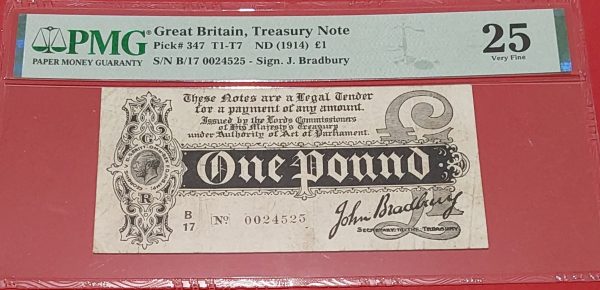 PMG
PAPER MONEY GUARANTY
Great Britain, Treasury Note
Pick# 347 T1-T7 ND (1914) £1
S/N B/17 0024525 - Sign. J. Bradbury
25
Very Fine
These Notes are a Legal Tender
for a payment of any amount.
Issued by the Lords Commissioners
of His Majesty's Treasury
under Authority of Act of Parliament.
£1
G
R
One Pound
B
17
No. 0024525
John Bradbury
Secretary to the Treasury